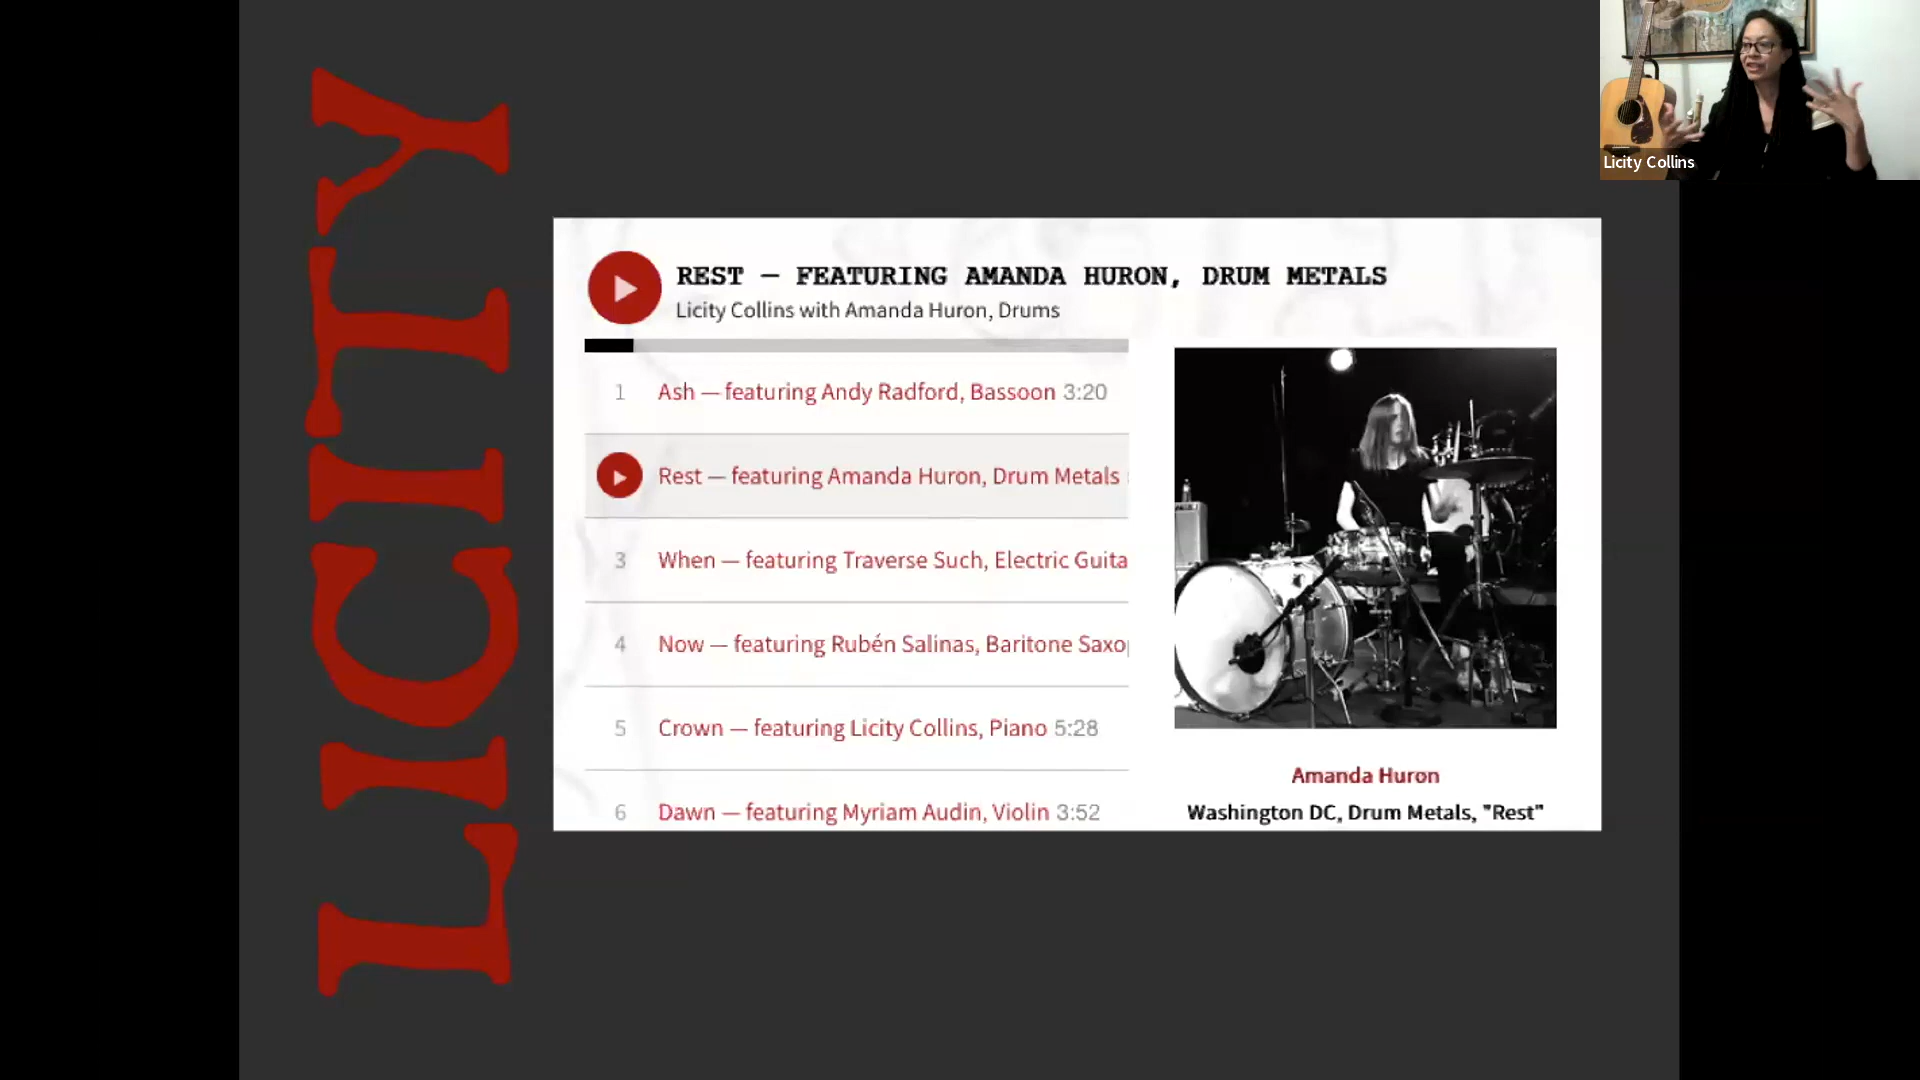 LICITY
Licity Collins
REST — FEATURING AMANDA HURON, DRUM METALS
Licity Collins with Amanda Huron, Drums
1 Ash — featuring Andy Radford, Bassoon 3:20
Rest — featuring Amanda Huron, Drum Metals
3 When — featuring Traverse Such, Electric Guita
4 Now — featuring Rubén Salinas, Baritone Saxo
5 Crown — featuring Licity Collins, Piano 5:28
6 Dawn — featuring Myriam Audin, Violin 3:52
Amanda Huron
Washington DC, Drum Metals, "Rest"